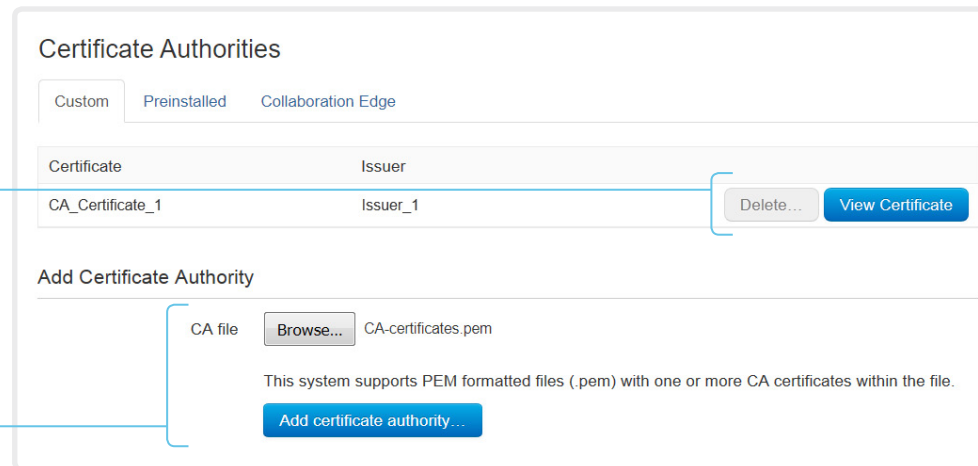 Certificate Authorities
Custom Preinstalled Collaboration Edge
Certificate Issuer
CA_Certificate_1 Issuer_1 Delete... View Certificate
Add Certificate Authority
CA file Browse... CA-certificates.pem
This system supports PEM formatted files (.pem) with one or more CA certificates within the file.
Add certificate authority...